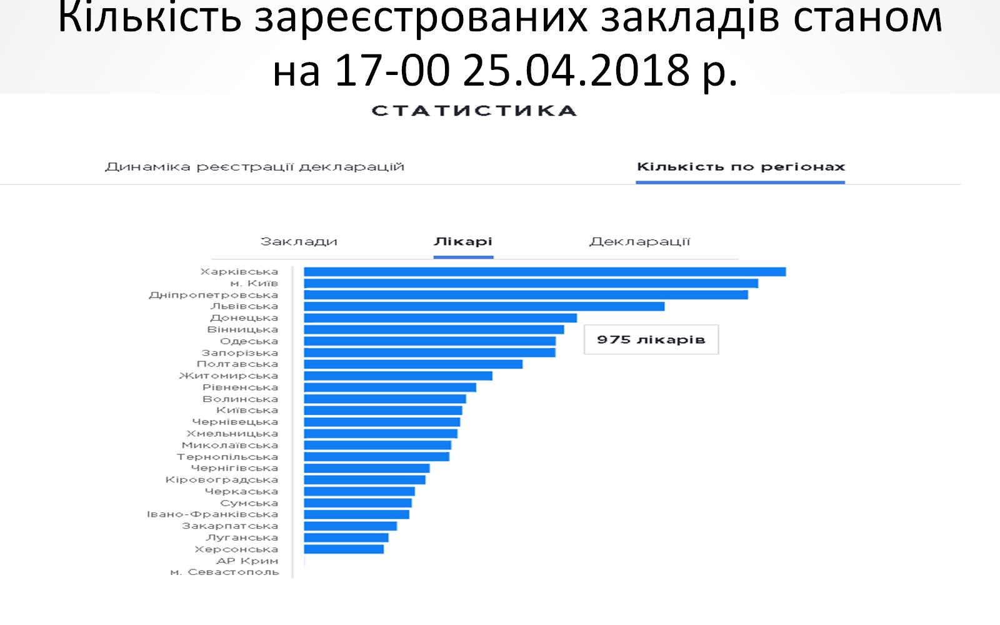 Кількість зареєстрованих закладів станом
на 17-00 25.04.2018 р.
СТАТИСТИКА
Динаміка реєстрації декларацій
Кількість по регіонах
Заклади
Лікарі
Декларації
Харківська
м. Київ
Дніпропетровська
Львівська
Донецька
Вінницька
Одеська
975 лікарів
Запорізька
Полтавська
Житомирська
Рівненська
Волинська
Київська
Чернівецька
Хмельницька
Миколаївська
Тернопільська
Чернігівська
Кіровоградська
Черкаська
Сумська
Івано-Франківська
Закарпатська
Луганська
Херсонська
АР Крим
м. Севастополь